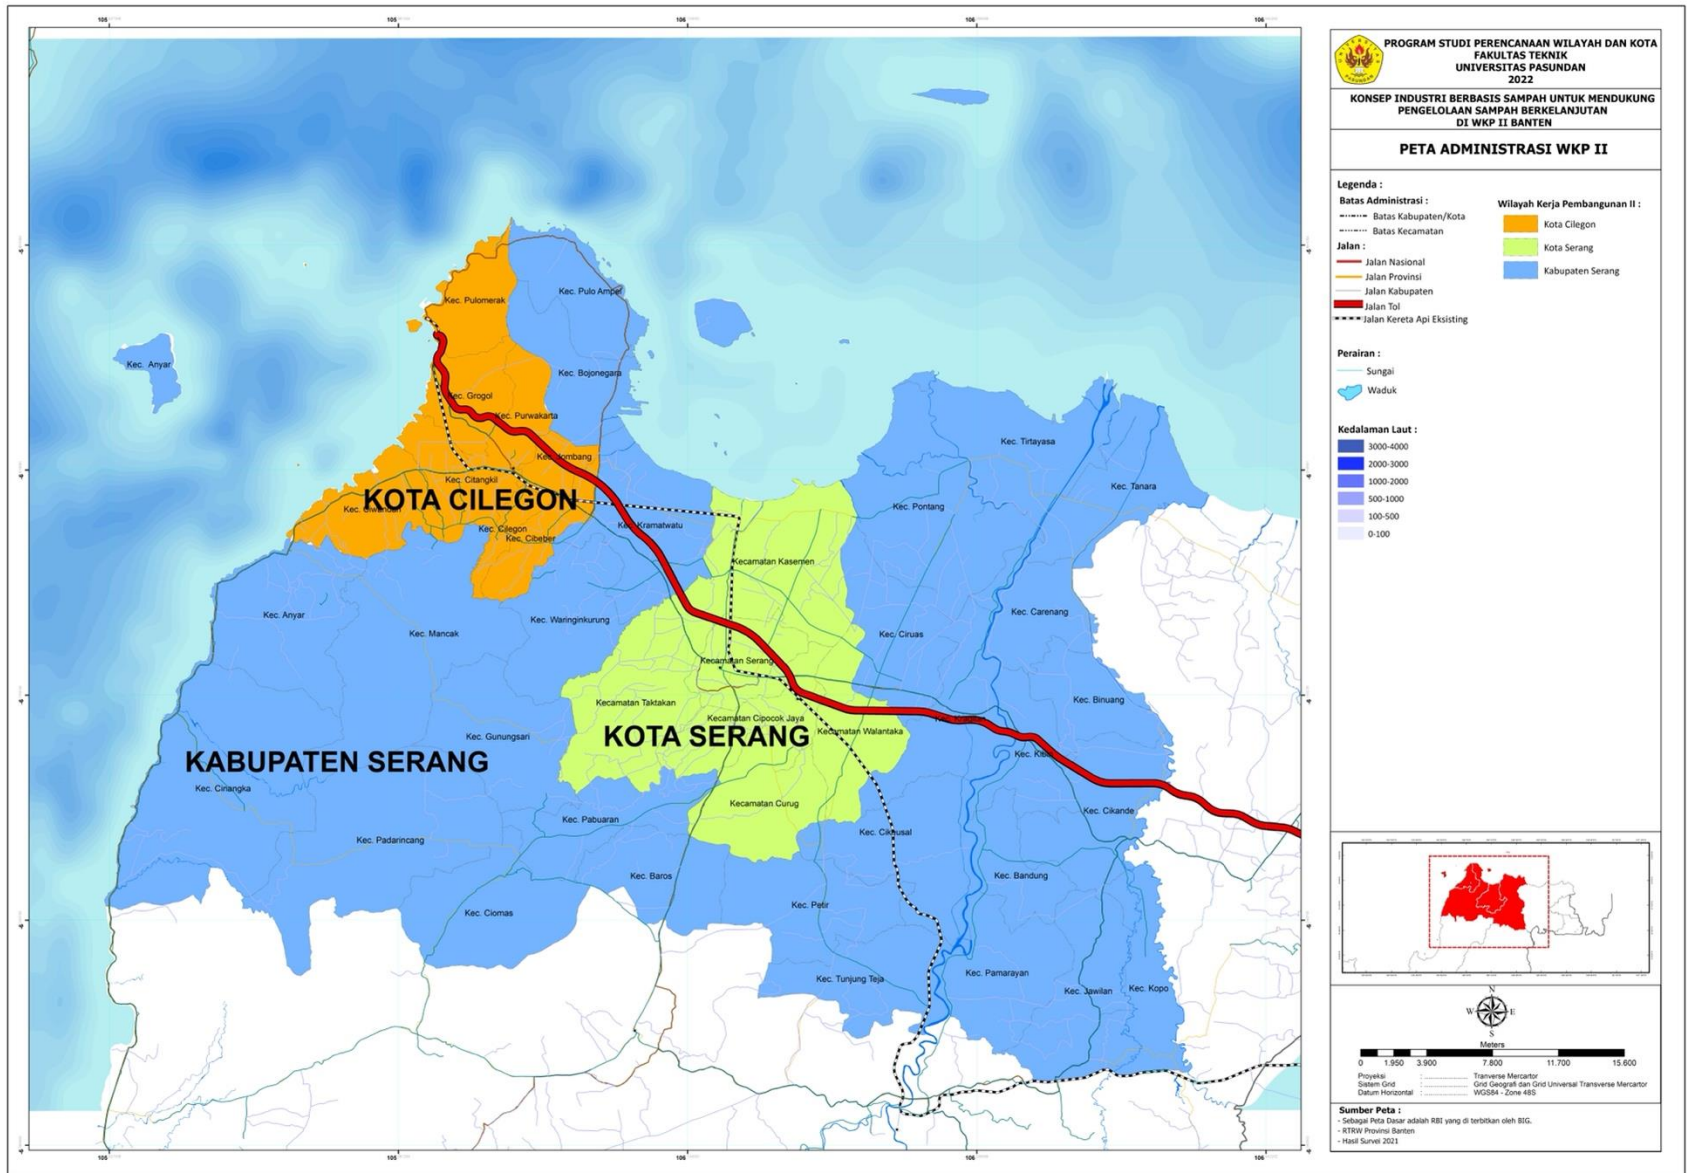 PROGRAM STUDI PERENCANAAN WILAYAH DAN KOTA
FAKULTAS TEKNIK
UNIVERSITAS PASUNDAN
2022
KONSEP INDUSTRI BERBASIS SAMPAH UNTUK MENDUKUNG
PENGELOLAAN SAMPAH BERKELANJUTAN
DI WKP II BANTEN
PETA ADMINISTRASI WKP II
Legenda :
Batas Administrasi :
Batas Kabupaten/Kota
Batas Kecamatan
Jalan :
Jalan Nasional
Jalan Provinsi
Jalan Kabupaten
Jalan Tol
Jalan Kereta Api Eksisting
Wilayah Kerja Pembangunan II :
Kota Cilegon
Kota Serang
Kabupaten Serang
Perairan :
Sungai
Waduk
Kedalaman Laut :
3000-4000
2000-3000
1000-2000
500-1000
100-500
0-100
Kec. Pulomerak
Kec. Pulo Ampel
Kec. Anyar
Kec. Bojonegara
Kec. Grogol
Kec. Purwakarta
Kec. Jombang
Kec. Citangkil
KOTA CILEGON
Kec. Ciwandan
Kec. Cilegon
Kec. Cibeber
Kec. Kramatwatu
Kec. Tirtayasa
Kec. Tanara
Kec. Pontang
Kecamatan Kasemen
Kec. Anyar
Kec. Mancak
Kec. Waringinkurung
Kec. Carenang
Kec. Ciruas
Kecamatan Serang
Kecamatan Taktakan
Kec. Binuang
Kecamatan Cipocok Jaya
Kecamatan Walantaka
KOTA SERANG
Kec. Gunungsari
KABUPATEN SERANG
Kec. Cinangka
Kecamatan Curug
Kec. Cikande
Kec. Pabuaran
Kec. Padarincang
Kec. Cikeusal
Kec. Baros
Kec. Bandung
Kec. Petir
Kec. Ciomas
Kec. Tunjung Teja
Kec. Pamarayan
Kec. Jawilan
Kec. Kopo
N
W
E
S
Meters
0 1.950 3.900 7.800 11.700 15.600
Proyeksi : Tranverse Mercartor
Sistem Grid : Grid Geografi dan Grid Universal Transverse Mercartor
Datum Horizontal : WGS84 - Zone 48S
Sumber Peta :
- Sebagai Peta Dasar adalah RBI yang di terbitkan oleh BIG.
- RTRW Provinsi Banten
- Hasil Survei 2021